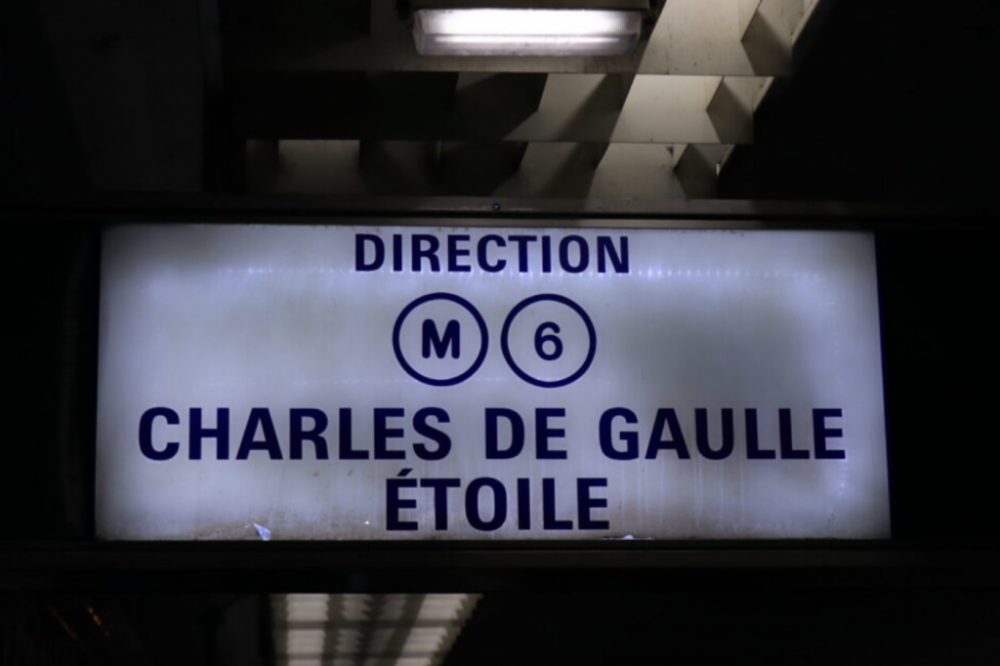 DIRECTION
M 6
CHARLES DE GAULLE
ÉTOILE